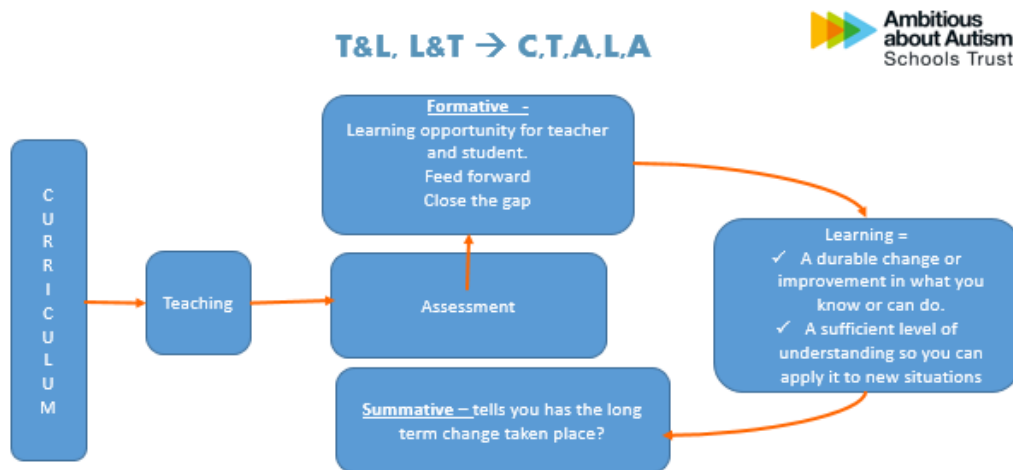 T&L, L&T → C,T,A,L,A
Ambitious
about Autism
Schools Trust
CURRICULUM
Teaching
Assessment
Formative -
Learning opportunity for teacher
and student.
Feed forward
Close the gap
Learning =
✓ A durable change or
improvement in what you
know or can do.
✓ A sufficient level of
understanding so you can
apply it to new situations
Summative – tells you has the long
term change taken place?